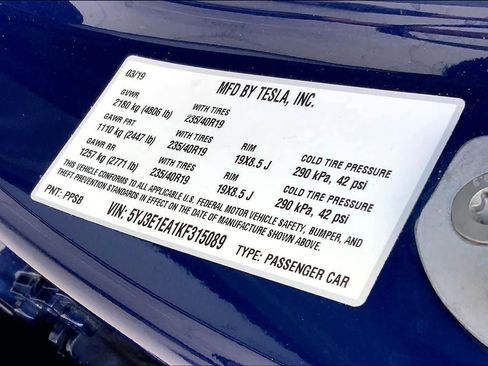 MFD BY TESLA, INC.
03/19
GVWR
2180 kg (4806 lb) WITH TIRES 235/40R19
GAWR FRT WITH TIRES RIM COLD TIRE PRESSURE
1110 kg (2447 lb) 235/40R19 19X8.5 J 290 kPa, 42 psi
GAWR RR WITH TIRES RIM COLD TIRE PRESSURE
1257 kg (2771 lb) 235/40R19 19X8.5 J 290 kPa, 42 psi
THIS VEHICLE CONFORMS TO ALL APPLICABLE U.S. FEDERAL MOTOR VEHICLE SAFETY, BUMPER, AND
THEFT PREVENTION STANDARDS IN EFFECT ON THE DATE OF MANUFACTURE SHOWN ABOVE.
PNT: PPSB
VIN: 5YJ3E1EA1KF315089
TYPE: PASSENGER CAR